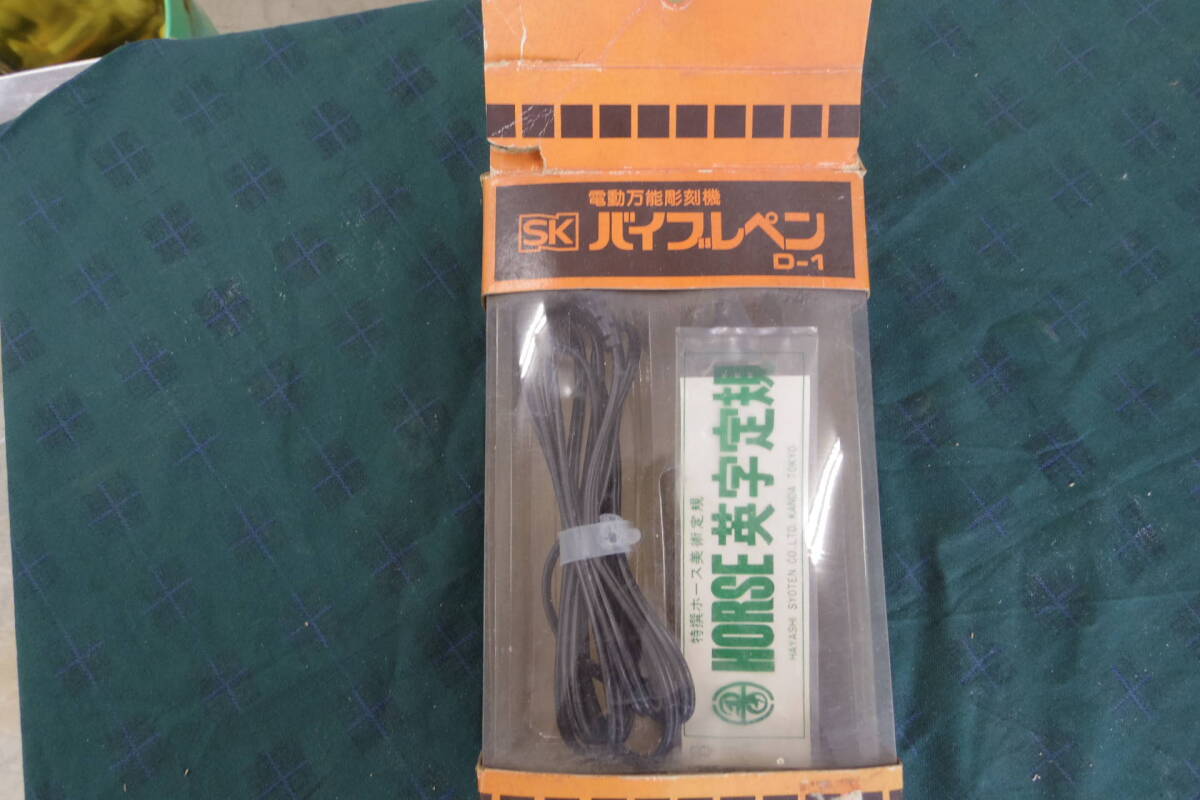 電動万能彫刻機
SK バイブレペン
D-1
特撰ホース美術定規
HORSE 英字定規
HAYASHI SYOTEN CO LTD. KANDA TOKYO